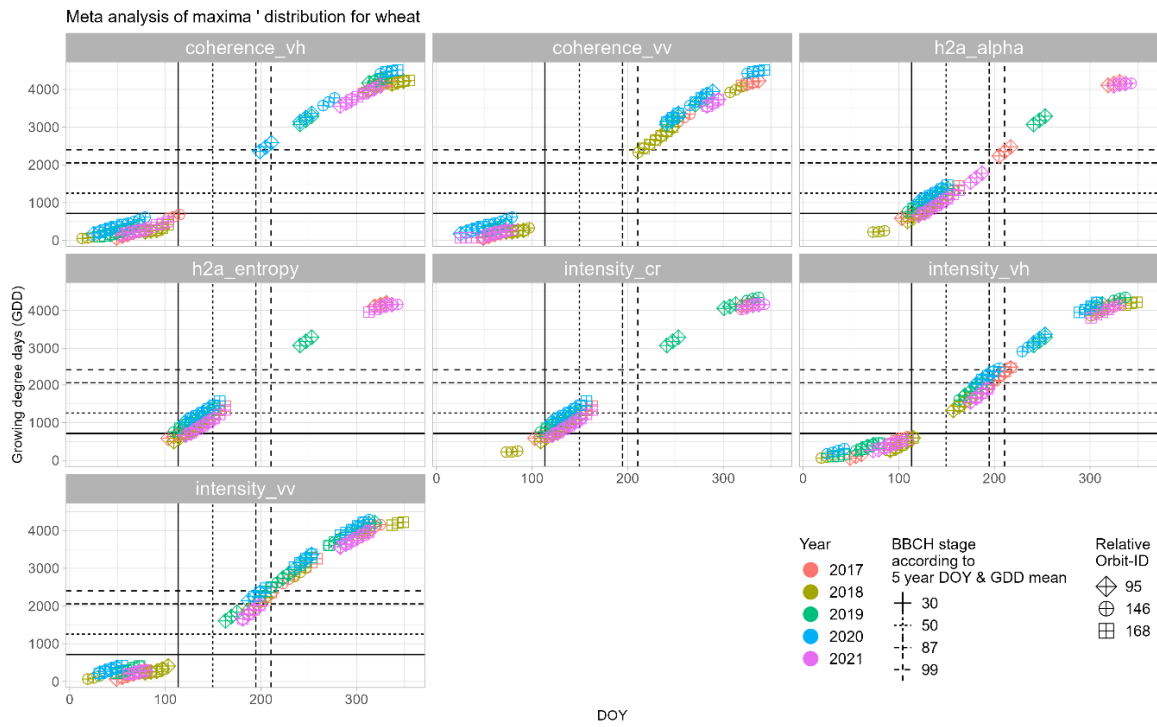 Meta analysis of maxima ' distribution for wheat
coherence_vh
coherence_vv
h2a_alpha
4000
3000
2000
1000
0
h2a_entropy
intensity_cr
intensity_vh
4000
3000
2000
1000
0
0
100
200
300
0
100
200
300
intensity_vv
4000
3000
2000
1000
0
0
100
200
300
Growing degree days (GDD)
DOY
Year
2017
2018
2019
2020
2021
BBCH stage
according to
5 year DOY & GDD mean
30
50
87
99
Relative
Orbit-ID
95
146
168